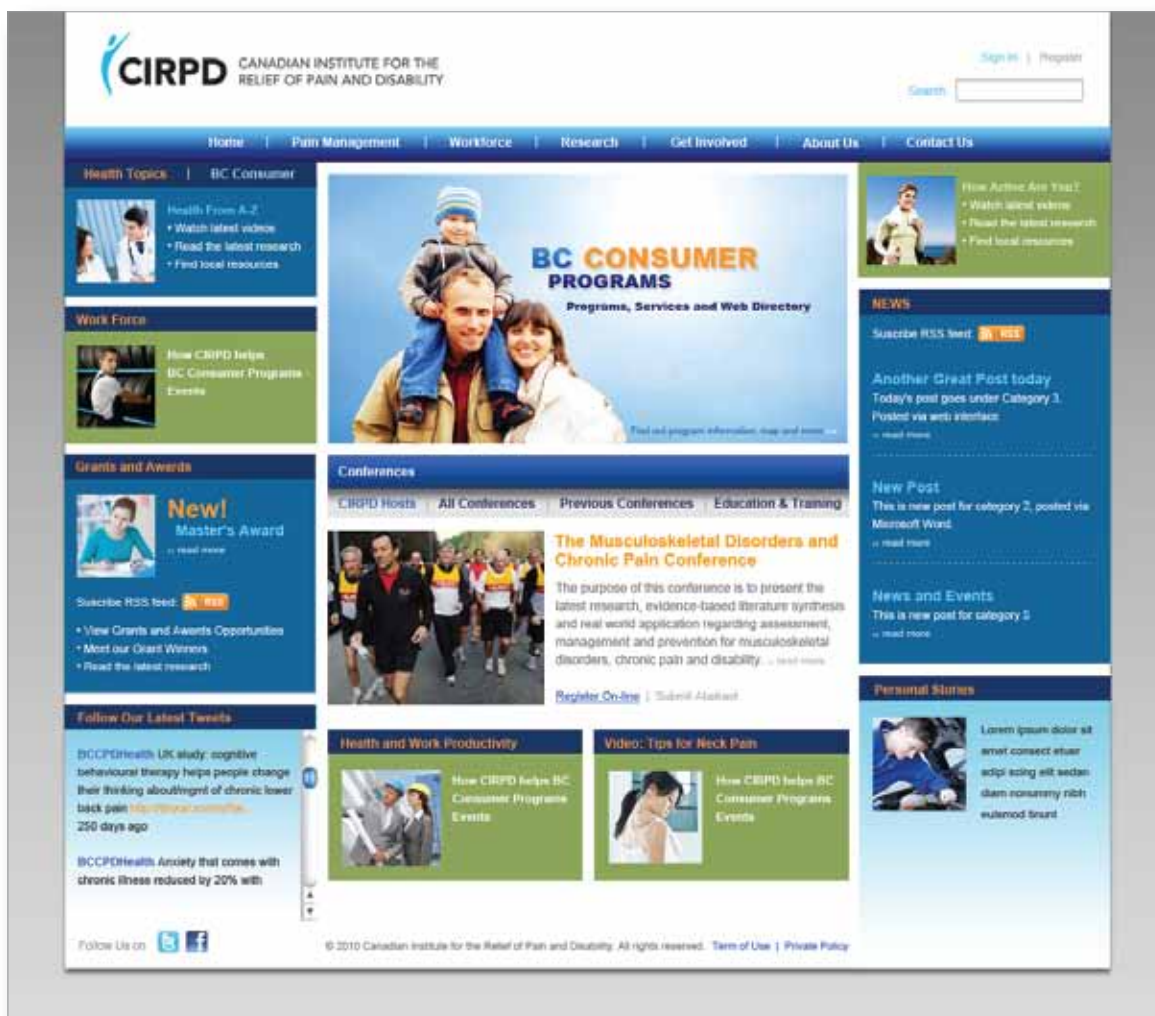 CIRPD CANADIAN INSTITUTE FOR THE
RELIEF OF PAIN AND DISABILITY
Sign In | Register
Search
Home | Pain Management | Workforce | Research | Get Involved | About Us | Contact Us
Health Topics | BC Consumer
Health From A-Z
• Watch latest videos
• Read the latest research
• Find local resources
Work Force
How CIRPD helps
BC Consumer Programs -
Events
Grants and Awards
New!
Master's Award
›› read more
Suscribe RSS feed: RSS
• View Grants and Awards Opportunities
• Meet our Grant Winners
• Read the latest research
Follow Our Latest Tweets
BCCPDHealth UK study: cognitive
behavioural therapy helps people change
their thinking about/mgmt of chronic lower
back pain
250 days ago
BCCPDHealth Anxiety that comes with
chronic illness reduced by 20% with
Follow Us on
BC CONSUMER
PROGRAMS
Programs, Services and Web Directory
Find out program information, map and more
Conferences
CIRPD Hosts | All Conferences | Previous Conferences | Education & Training
The Musculoskeletal Disorders and
Chronic Pain Conference
The purpose of this conference is to present the
latest research, evidence-based literature synthesis
and real world application regarding assessment,
management and prevention for musculoskeletal
disorders, chronic pain and disability. ›› read more
Register On-line | Submit Abstract
Health and Work Productivity
How CIRPD helps BC
Consumer Programs
Events
Video: Tips for Neck Pain
How CIRPD helps BC
Consumer Programs
Events
© 2010 Canadian Institute for the Relief of Pain and Disability. All rights reserved. Term of Use | Private Policy
How Active Are You?
• Watch latest videos
• Read the latest research
• Find local resources
NEWS
Suscribe RSS feed: RSS
Another Great Post today
Today's post goes under Category 3,
Posted via web interface
›› read more
New Post
This is new post for category 2, posted via
Microsoft Word.
›› read more
News and Events
This is new post for category 5
›› read more
Personal Stories
Lorem ipsum dolor sit
amet consect etuer
adipi scing elit sedan
diam nonummy nibh
euismod tinunt